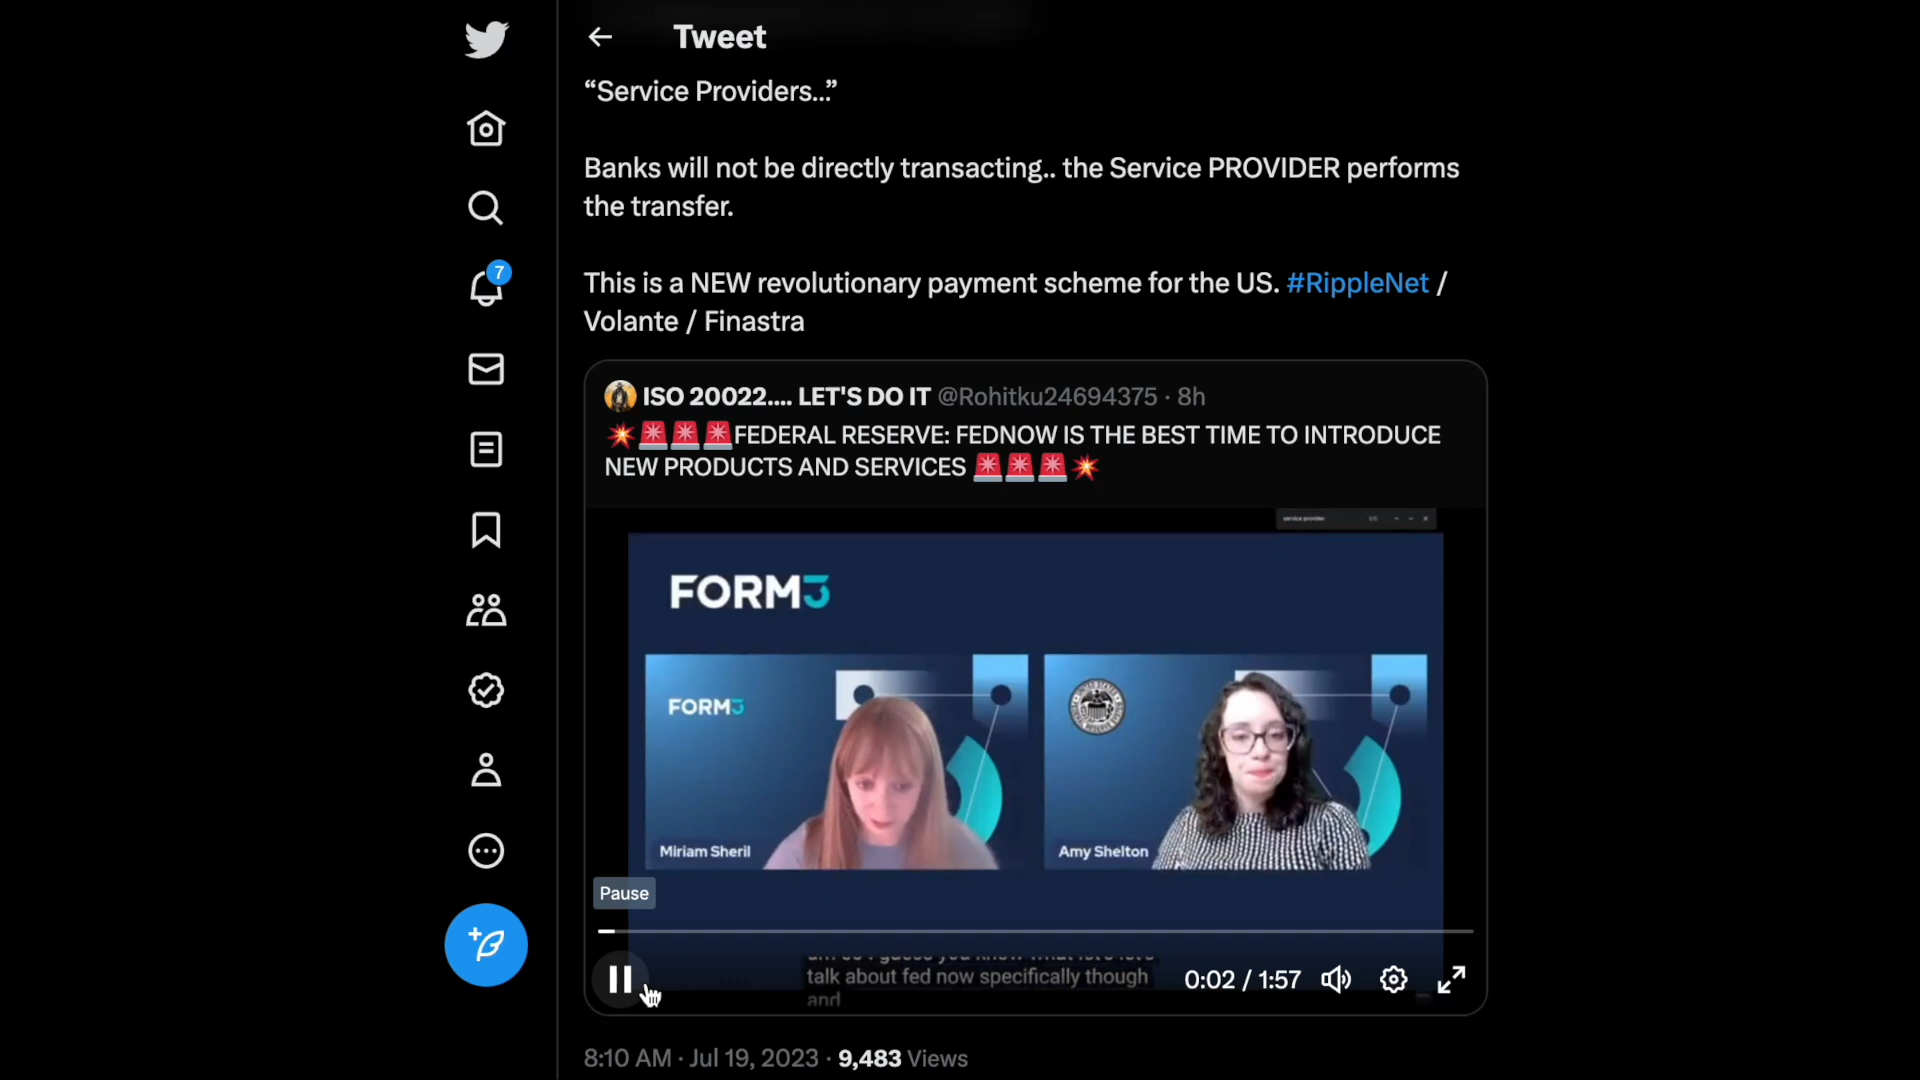 Tweet
“Service Providers...”
Banks will not be directly transacting.. the Service PROVIDER performs
the transfer.
This is a NEW revolutionary payment scheme for the US. #RippleNet /
Volante / Finastra
7
ISO 20022.... LET'S DO IT @Rohitku24694375 · 8h
FEDERAL RESERVE: FEDNOW IS THE BEST TIME TO INTRODUCE
NEW PRODUCTS AND SERVICES
service provider
FORM3
FORM3
Miriam Sheril
Amy Shelton
Pause
talk about fed now specifically though
and
0:02 / 1:57
8:10 AM · Jul 19, 2023 · 9,483 Views